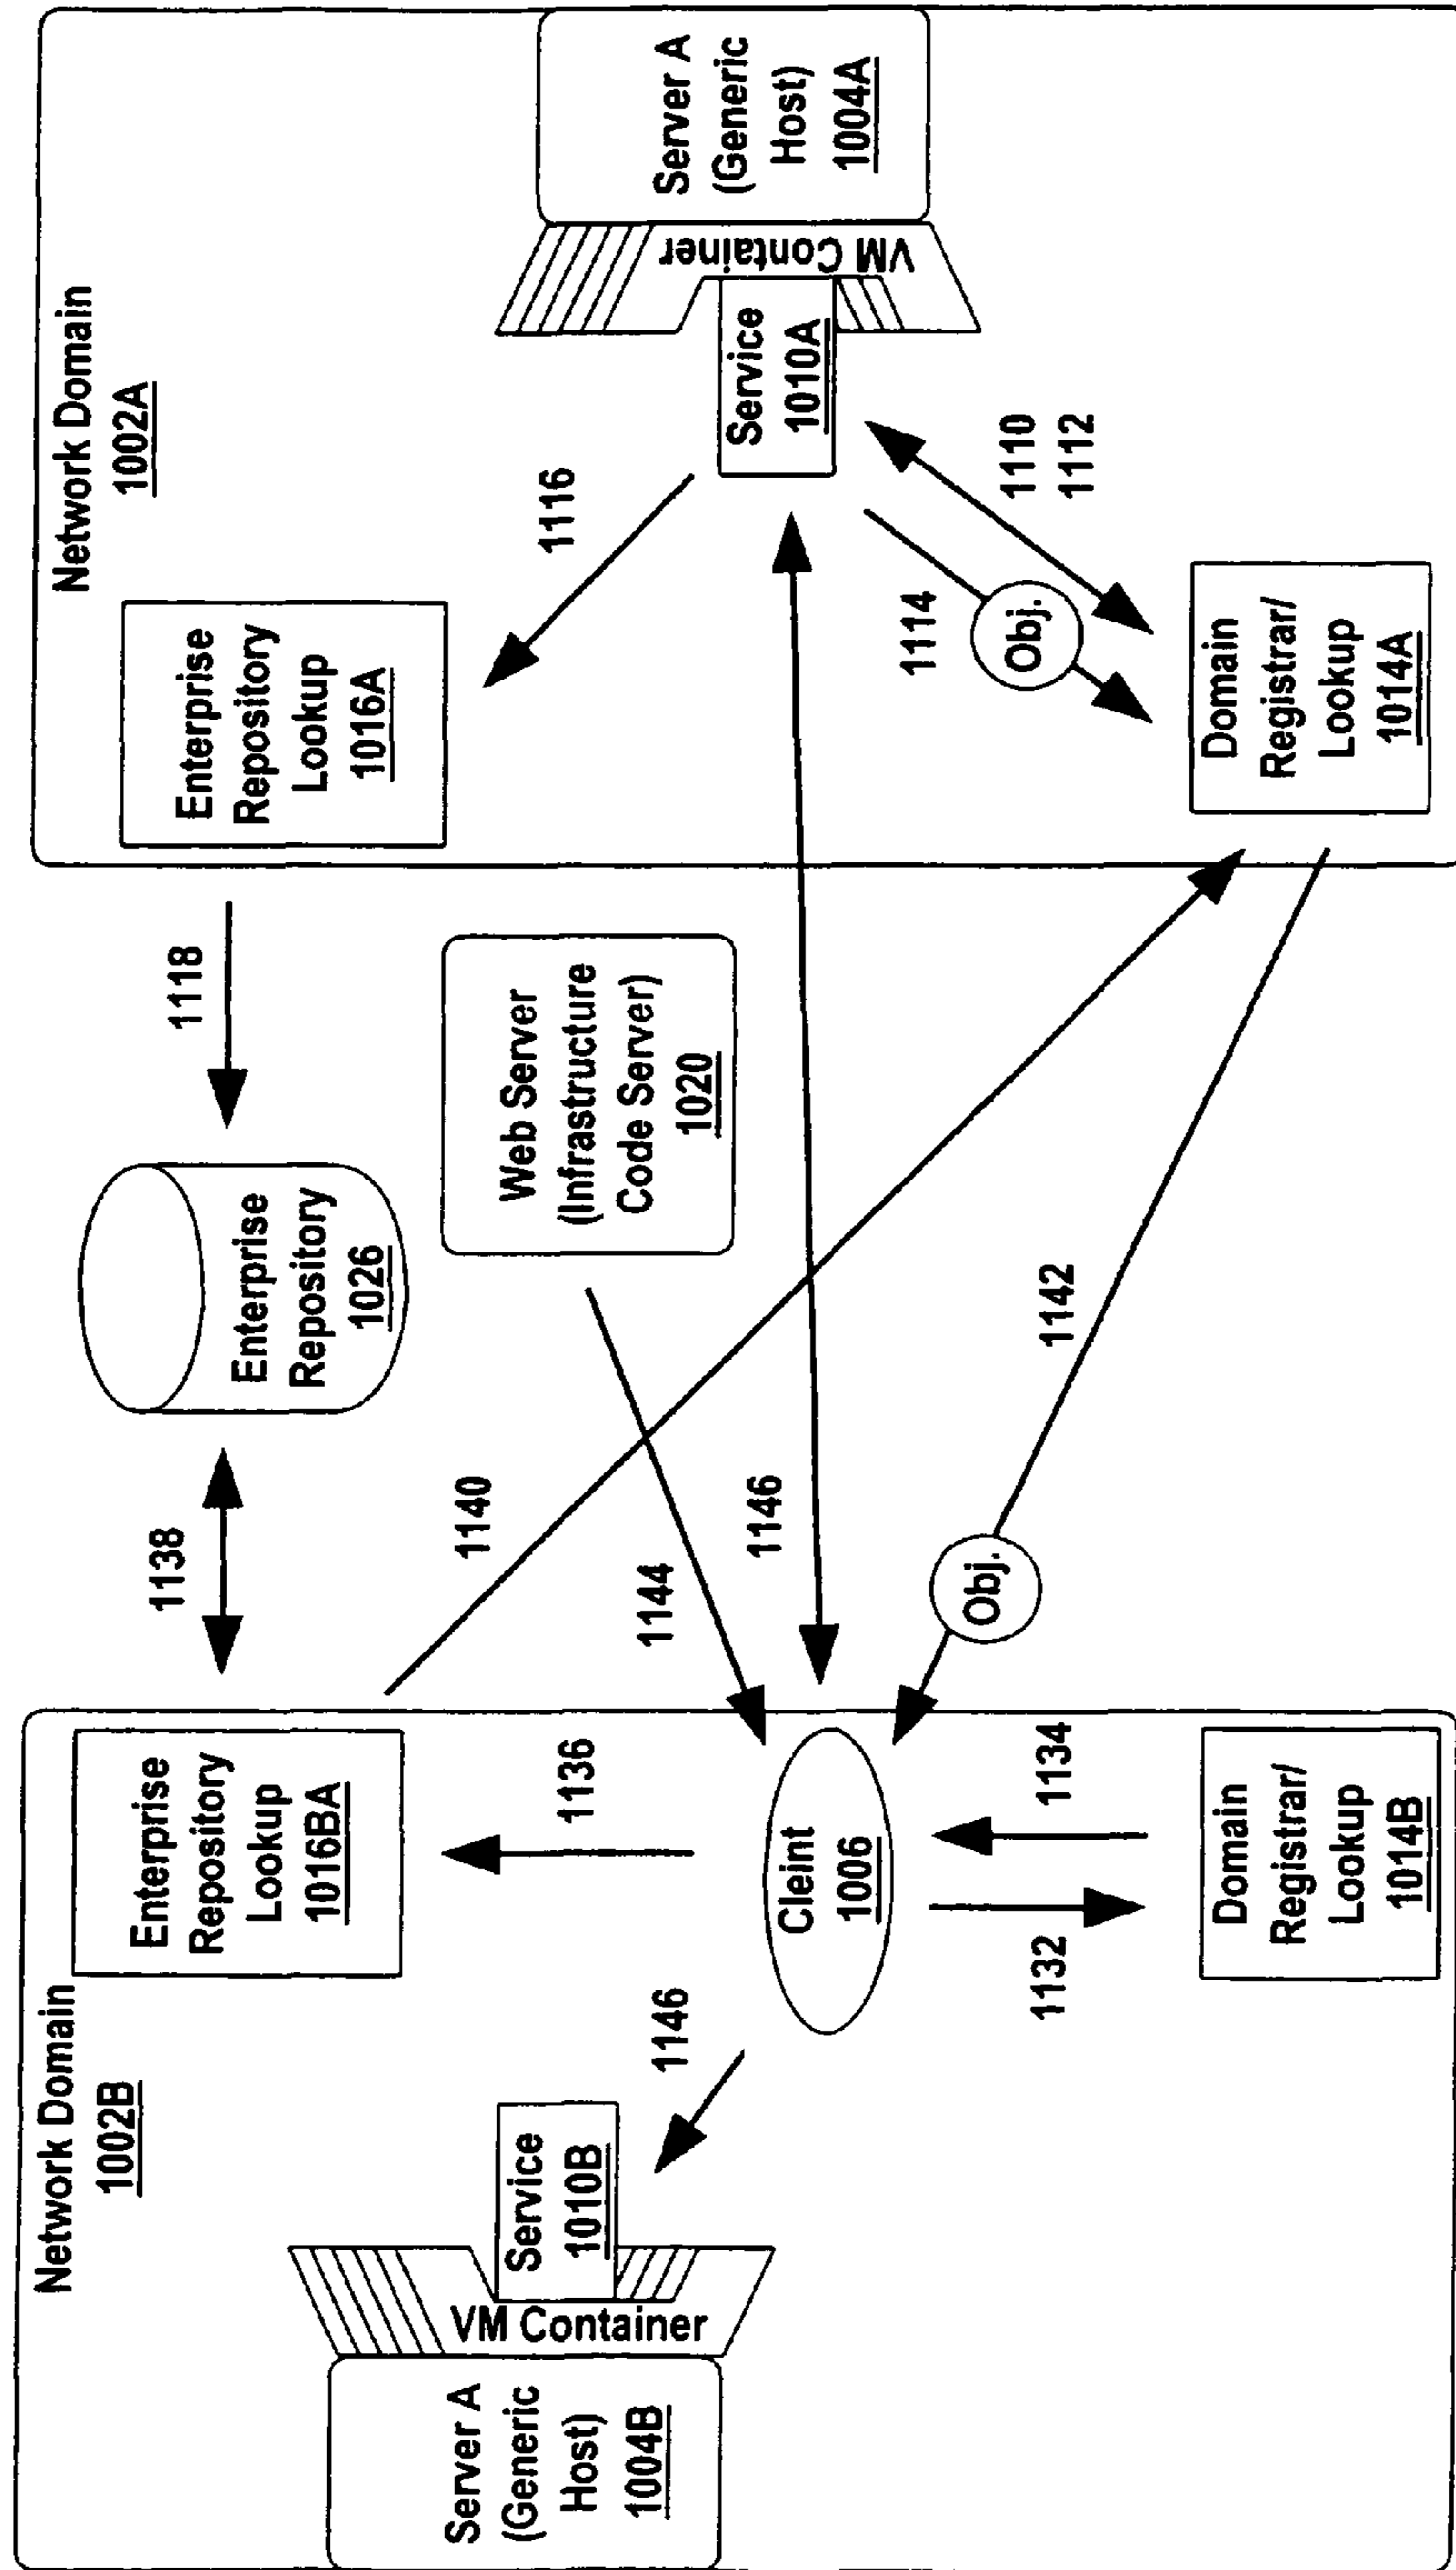 Network Domain
1002B
Server A
(Generic
Host)
1004B
VM Container
Service
1010B
1146
Enterprise
Repository
Lookup
1016BA
1136
Cleint
1006
1132
1134
Domain
Registrar/
Lookup
1014B
1138
Enterprise
Repository
1026
1118
1140
1144
Web Server
(Infrastructure
Code Server)
1020
1146
Obj.
1142
Network Domain
1002A
Enterprise
Repository
Lookup
1016A
1116
Service
1010A
VM Container
Server A
(Generic
Host)
1004A
1114
Obj.
1110
1112
Domain
Registrar/
Lookup
1014A